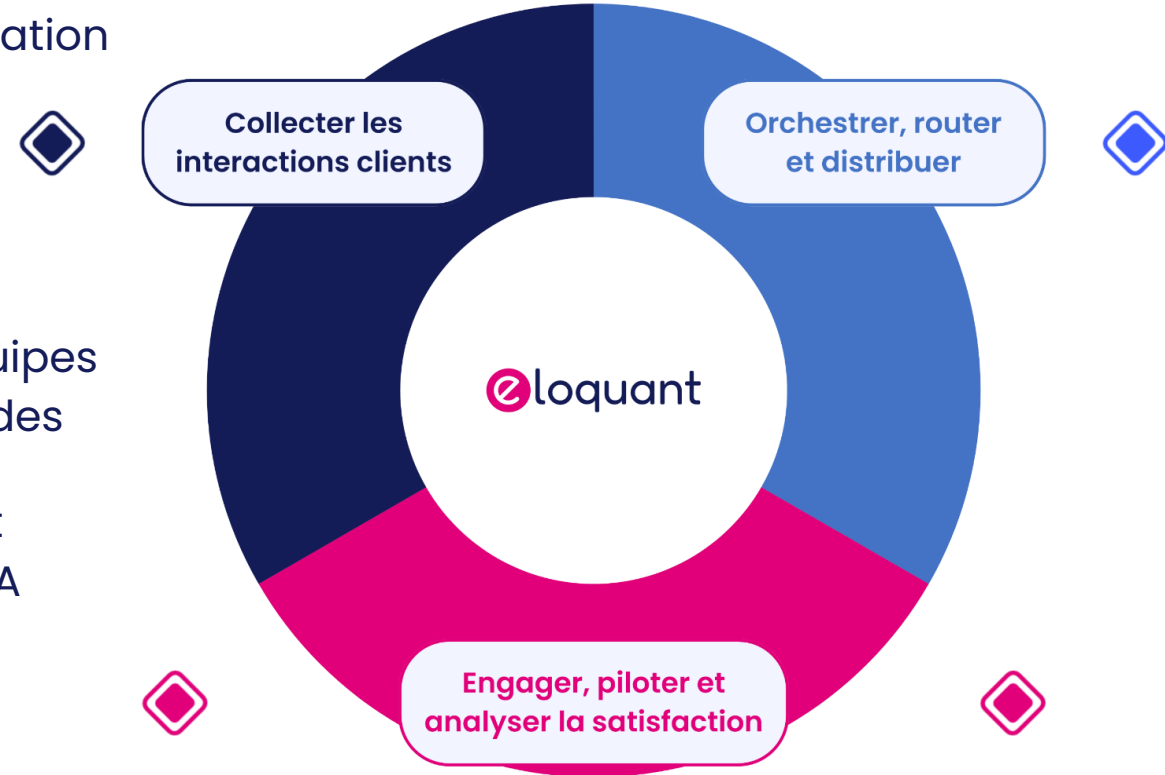 ation
Collecter les
interactions clients
Orchestrer, router
et distribuer
uipes
des
eloquant
A
Engager, piloter et
analyser la satisfaction